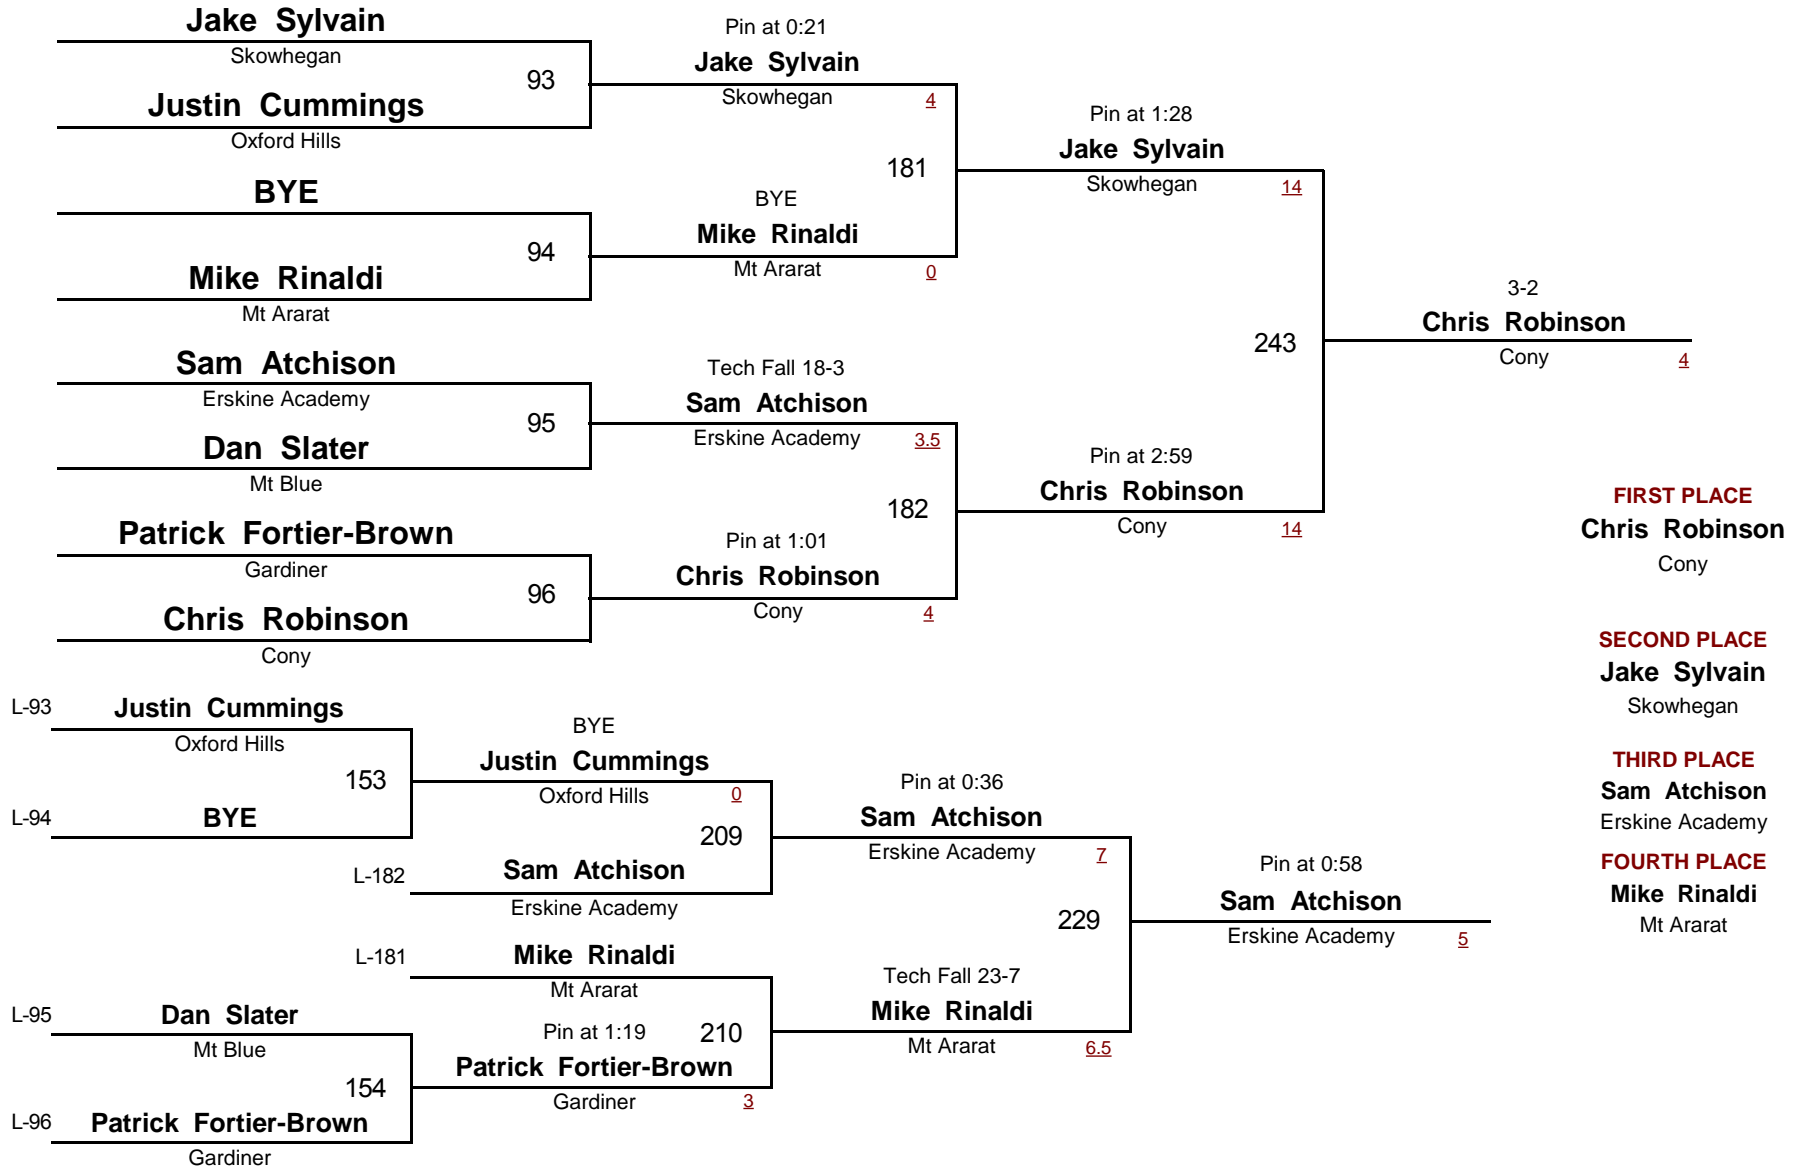 Jake Sylvain
Skowhegan
93
Justin Cummings
Oxford Hills
BYE
94
Mike Rinaldi
Mt Ararat
Sam Atchison
Erskine Academy
95
Dan Slater
Mt Blue
Patrick Fortier-Brown
Gardiner
96
Chris Robinson
Cony
Pin at 0:21
Jake Sylvain
Skowhegan
4
181
BYE
Mike Rinaldi
Mt Ararat
0
Tech Fall 18-3
Sam Atchison
Erskine Academy
3.5
182
Pin at 1:01
Chris Robinson
Cony
4
Pin at 1:28
Jake Sylvain
Skowhegan
14
243
Pin at 2:59
Chris Robinson
Cony
14
3-2
Chris Robinson
Cony
4
FIRST PLACE
Chris Robinson
Cony
SECOND PLACE
Jake Sylvain
Skowhegan
THIRD PLACE
Sam Atchison
Erskine Academy
FOURTH PLACE
Mike Rinaldi
Mt Ararat
L-93
Justin Cummings
Oxford Hills
153
L-94
BYE
BYE
Justin Cummings
Oxford Hills
0
209
L-182
Sam Atchison
Erskine Academy
L-181
Mike Rinaldi
Mt Ararat
210
L-95
Dan Slater
Mt Blue
154
L-96
Patrick Fortier-Brown
Gardiner
Pin at 1:19
Patrick Fortier-Brown
Gardiner
3
Pin at 0:36
Sam Atchison
Erskine Academy
7
229
Tech Fall 23-7
Mike Rinaldi
Mt Ararat
6.5
Pin at 0:58
Sam Atchison
Erskine Academy
5